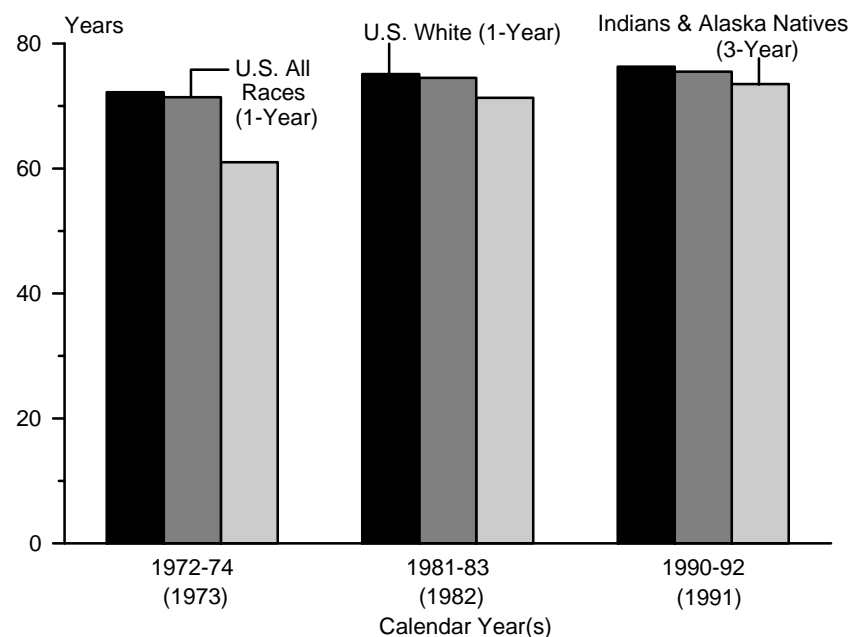 Years
80
60
40
20
0
U.S. All
Races
(1-Year)
U.S. White (1-Year)
Indians & Alaska Natives
(3-Year)
1972-74
(1973)
1981-83
(1982)
1990-92
(1991)
Calendar Year(s)